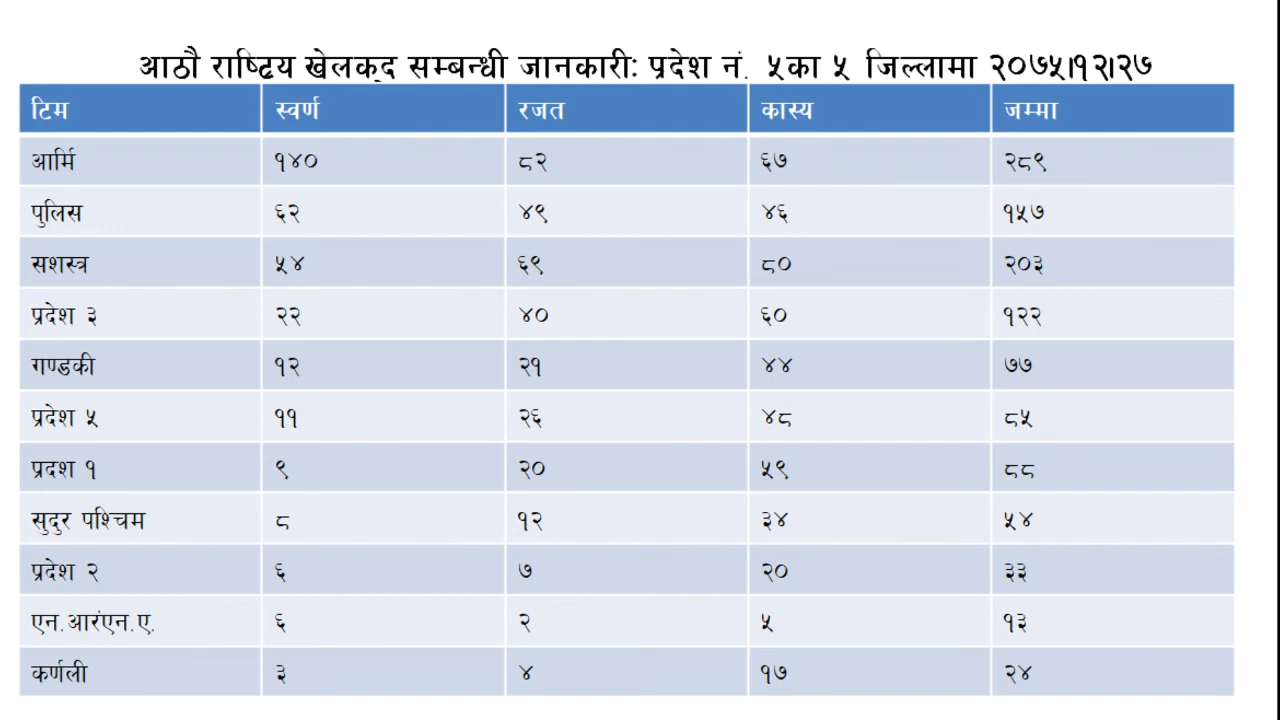 आठौ राष्ट्रिय खेलकुद सम्बन्धी जानकारीः प्रदेश नं. ५का ५ जिल्लामा २०७५।१२।२७
टिम स्वर्ण रजत कास्य जम्मा
आर्मि १४० ८२ ६७ २८९
पुलिस ६२ ४९ ४६ १५७
सशस्त्र ५४ ६९ ८० २०३
प्रदेश ३ २२ ४० ६० १२२
गण्डकी १२ २१ ४४ ७७
प्रदेश ५ ११ २६ ४८ ८५
प्रदश १ ९ २० ५९ ८८
सुदुर पश्चिम ८ १२ ३४ ५४
प्रदेश २ ६ ७ २० ३३
एन.आरंएन.ए. ६ २ ५ १३
कर्णली ३ ४ १७ २४